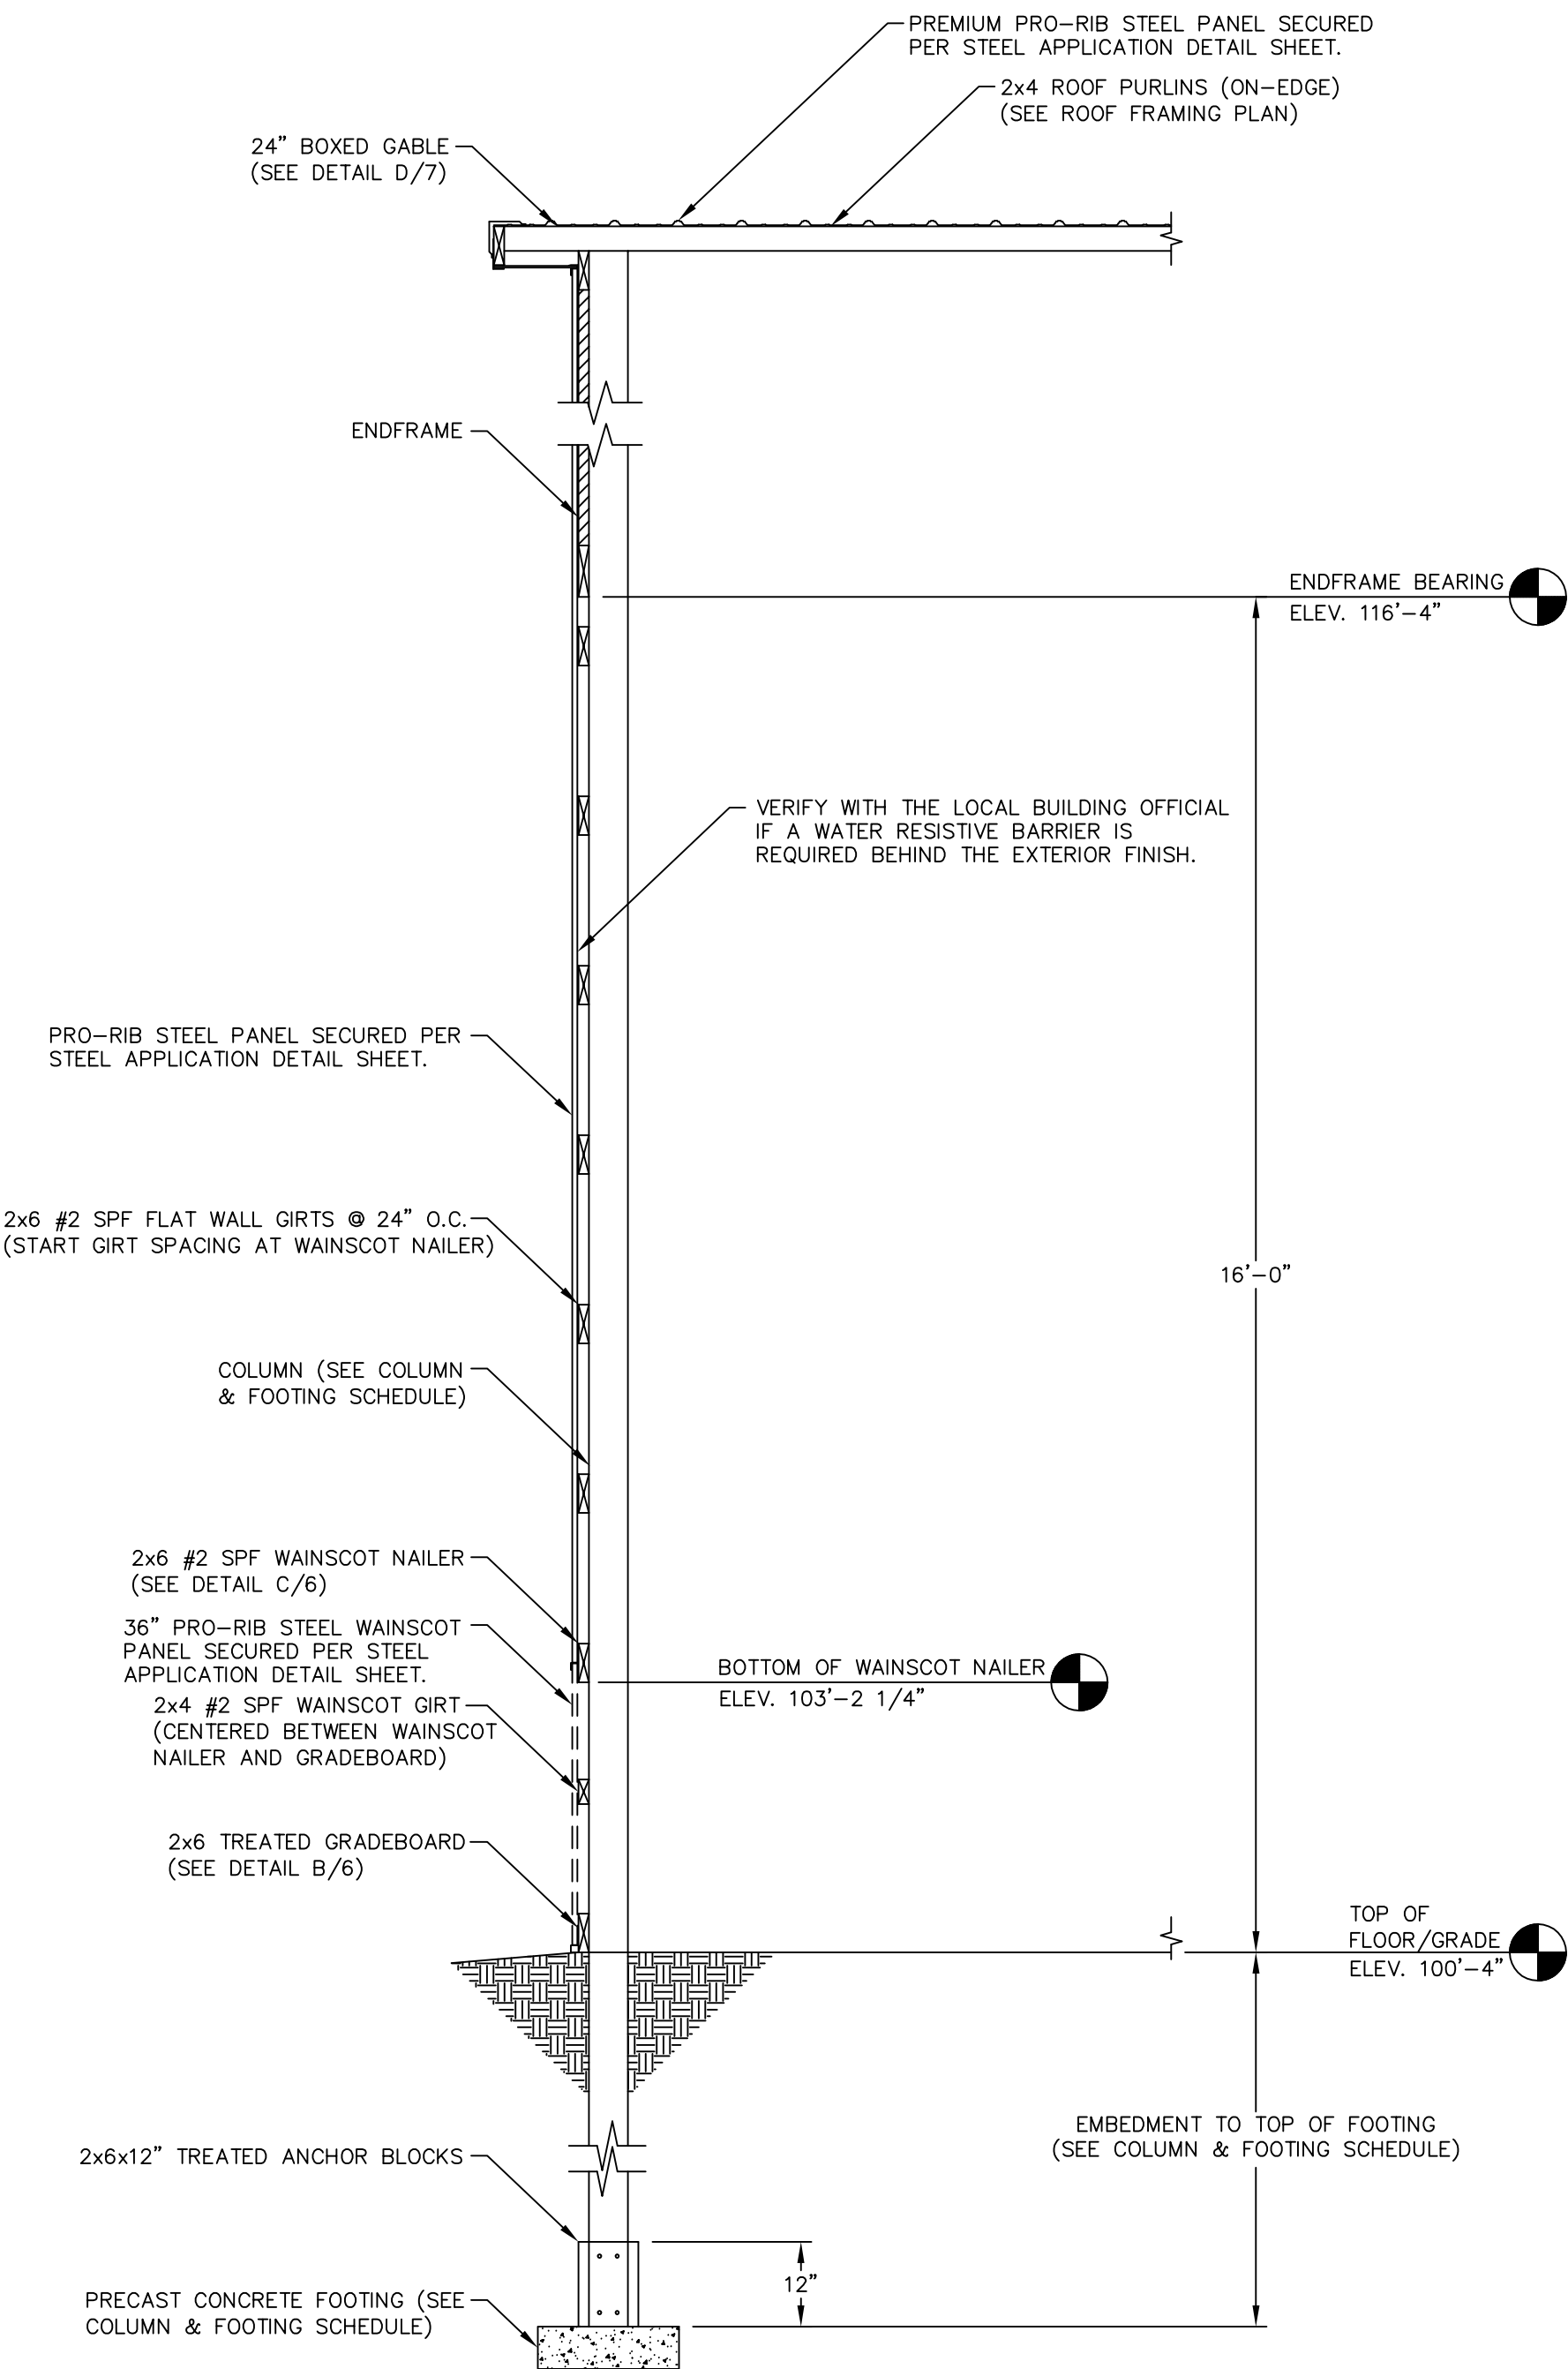 PREMIUM PRO-RIB STEEL PANEL SECURED
PER STEEL APPLICATION DETAIL SHEET.
2x4 ROOF PURLINS (ON-EDGE)
(SEE ROOF FRAMING PLAN)
24" BOXED GABLE
(SEE DETAIL D/7)
ENDFRAME
ENDFRAME BEARING
ELEV. 116'-4"
VERIFY WITH THE LOCAL BUILDING OFFICIAL
IF A WATER RESISTIVE BARRIER IS
REQUIRED BEHIND THE EXTERIOR FINISH.
PRO-RIB STEEL PANEL SECURED PER
STEEL APPLICATION DETAIL SHEET.
2x6 #2 SPF FLAT WALL GIRTS @ 24" O.C.
(START GIRT SPACING AT WAINSCOT NAILER)
16'-0"
COLUMN (SEE COLUMN
& FOOTING SCHEDULE)
2x6 #2 SPF WAINSCOT NAILER
(SEE DETAIL C/6)
36" PRO-RIB STEEL WAINSCOT
PANEL SECURED PER STEEL
APPLICATION DETAIL SHEET.
BOTTOM OF WAINSCOT NAILER
ELEV. 103'-2 1/4"
2x4 #2 SPF WAINSCOT GIRT
(CENTERED BETWEEN WAINSCOT
NAILER AND GRADEBOARD)
2x6 TREATED GRADEBOARD
(SEE DETAIL B/6)
TOP OF
FLOOR/GRADE
ELEV. 100'-4"
EMBEDMENT TO TOP OF FOOTING
(SEE COLUMN & FOOTING SCHEDULE)
2x6x12" TREATED ANCHOR BLOCKS
12"
PRECAST CONCRETE FOOTING (SEE
COLUMN & FOOTING SCHEDULE)